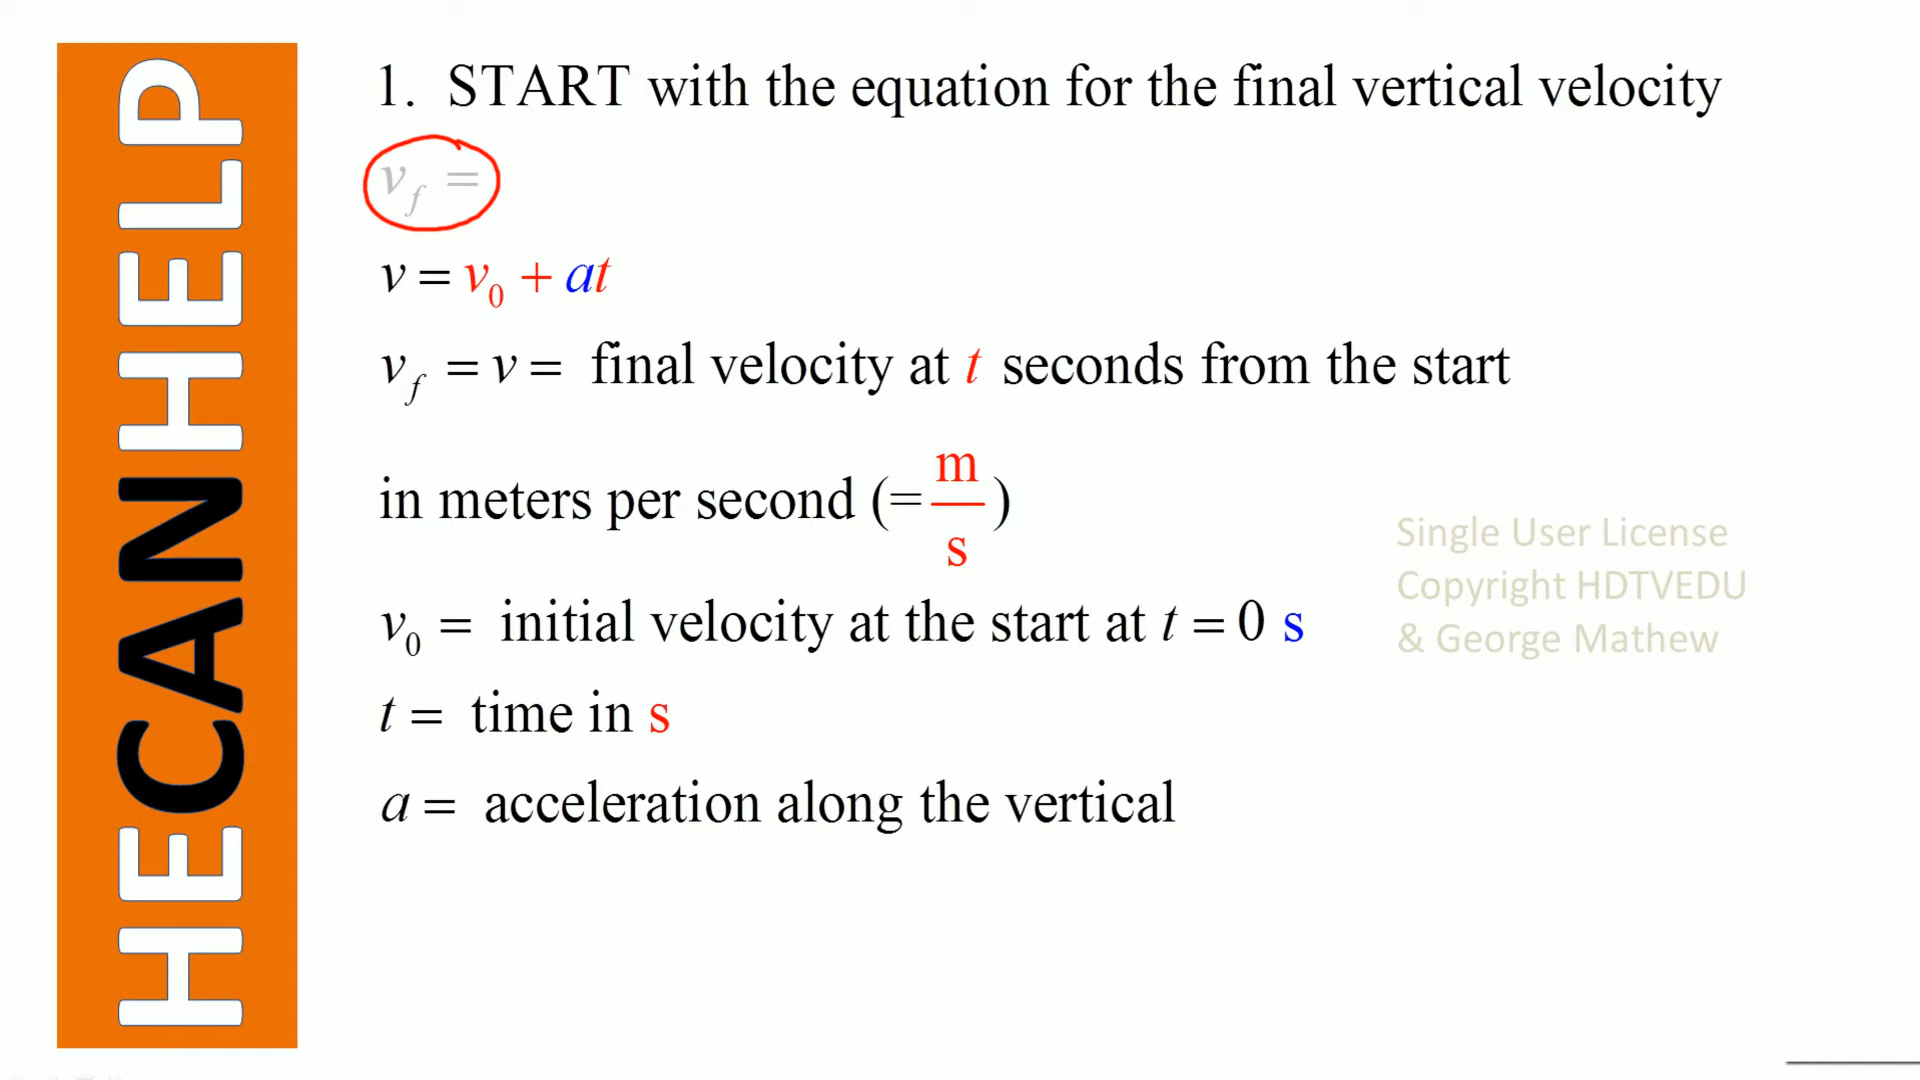 HECANHELP
1. START with the equation for the final vertical velocity
v_f =
v = v_0 + at
v_f = v = final velocity at t seconds from the start
in meters per second (= m/s)
v_0 = initial velocity at the start at t = 0 s
t = time in s
a = acceleration along the vertical
Single User License
Copyright HDTVEDU
& George Mathew